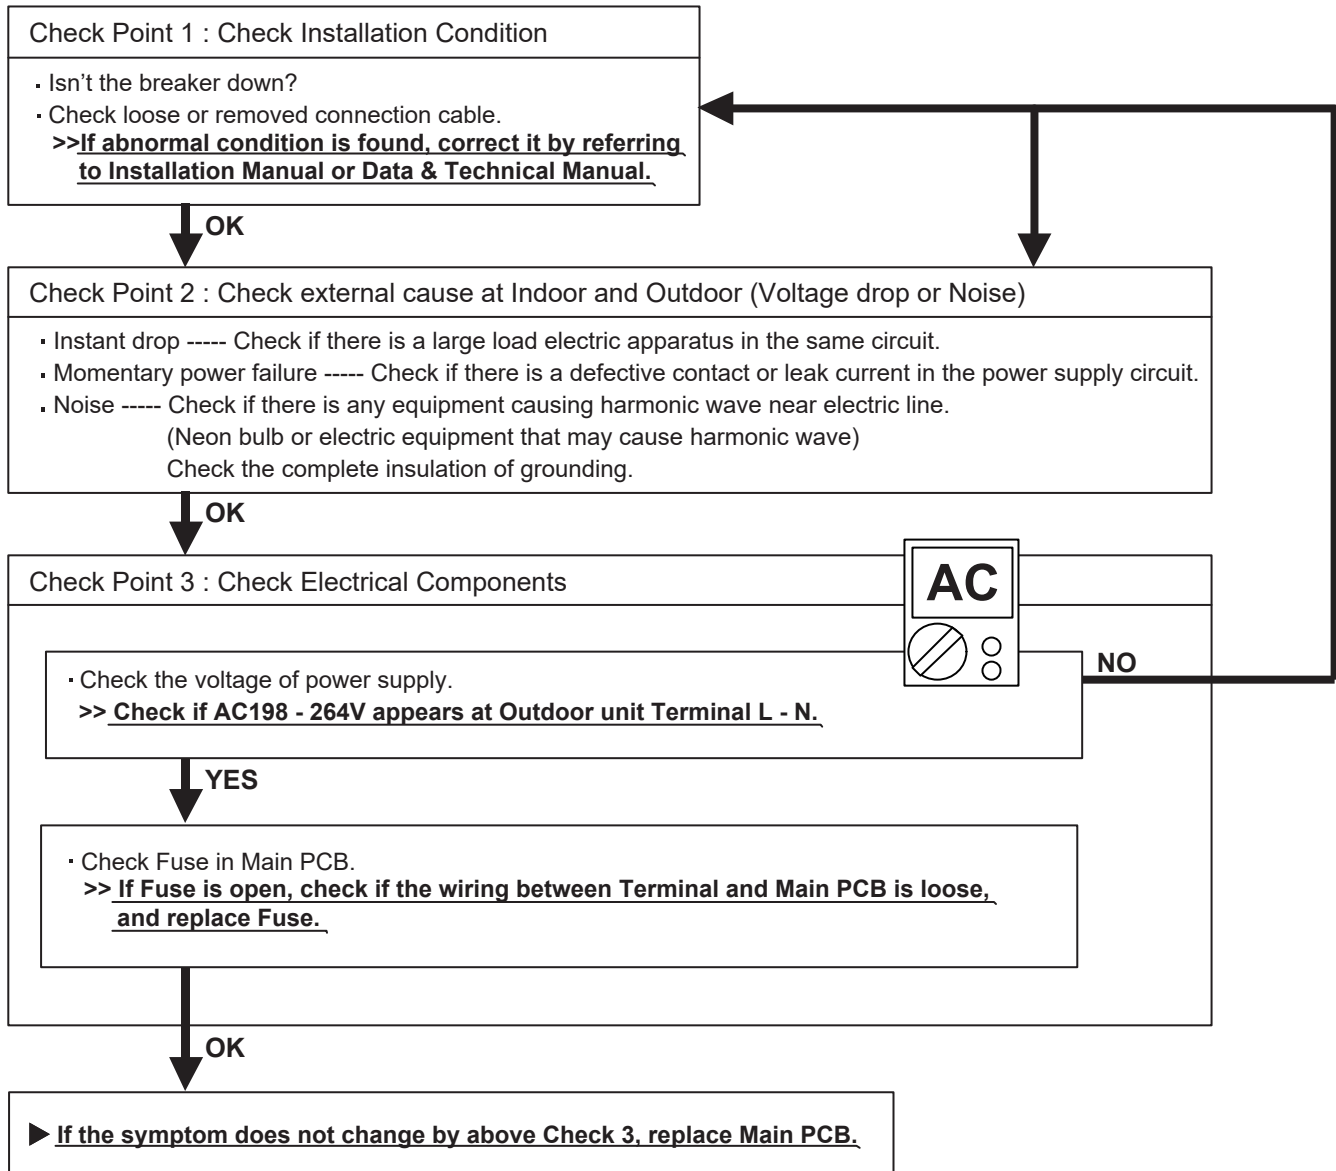 Check Point 1 : Check Installation Condition
· Isn’t the breaker down?
· Check loose or removed connection cable.
>>If abnormal condition is found, correct it by referring
to Installation Manual or Data & Technical Manual.
OK
Check Point 2 : Check external cause at Indoor and Outdoor (Voltage drop or Noise)
· Instant drop ----- Check if there is a large load electric apparatus in the same circuit.
· Momentary power failure ----- Check if there is a defective contact or leak current in the power supply circuit.
· Noise ----- Check if there is any equipment causing harmonic wave near electric line.
(Neon bulb or electric equipment that may cause harmonic wave)
Check the complete insulation of grounding.
OK
Check Point 3 : Check Electrical Components
AC
· Check the voltage of power supply.
>> Check if AC198 - 264V appears at Outdoor unit Terminal L - N.
NO
YES
· Check Fuse in Main PCB.
>> If Fuse is open, check if the wiring between Terminal and Main PCB is loose,
and replace Fuse.
OK
▶ If the symptom does not change by above Check 3, replace Main PCB.